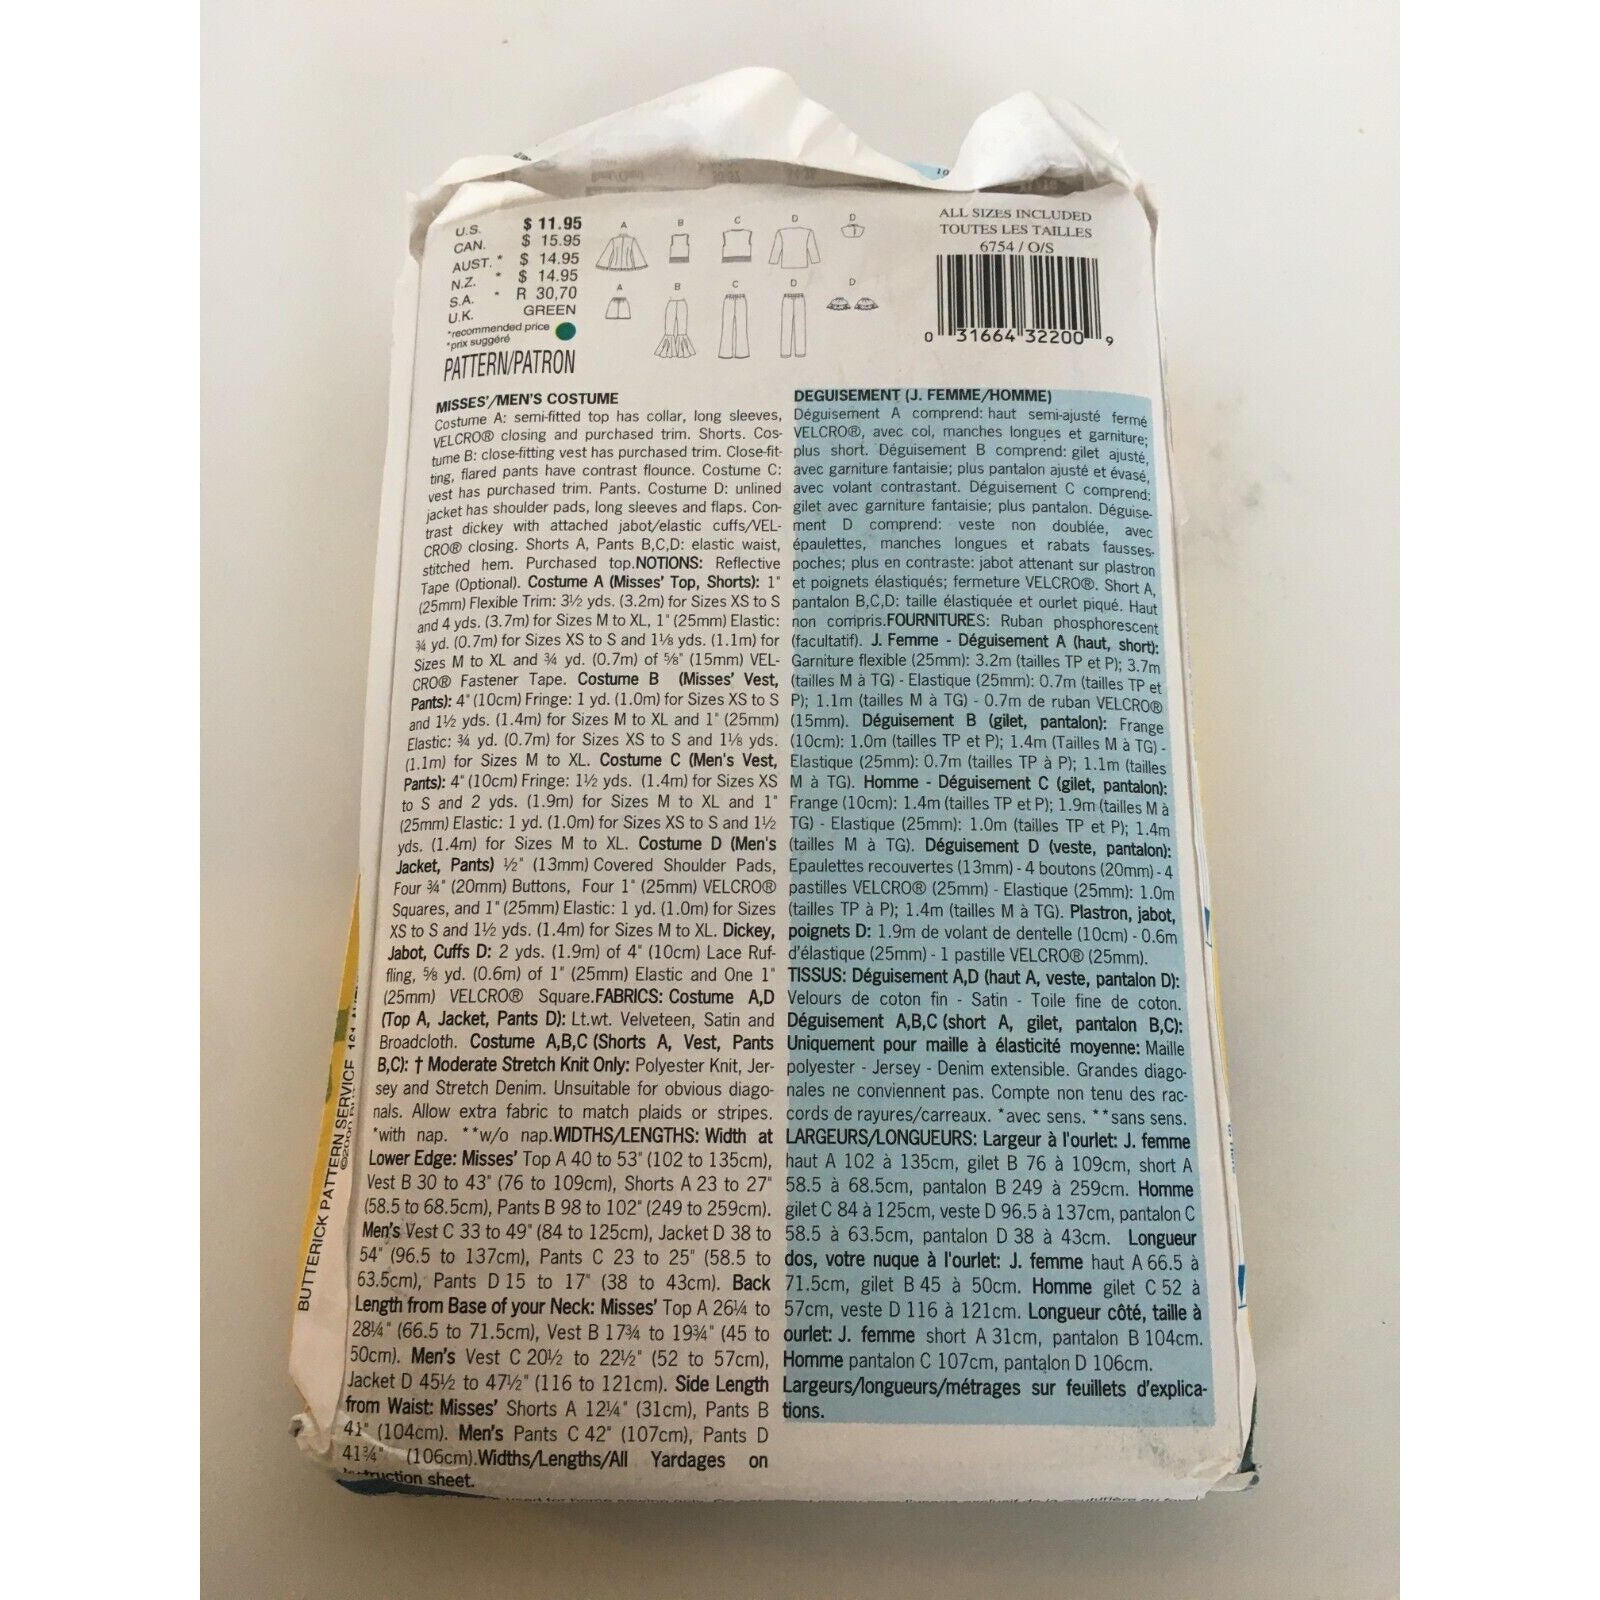 U.S. $ 11.95
CAN. $ 15.95
AUST. * $ 14.95
N.Z. * $ 14.95
S.A. * R 30,70
U.K. GREEN
*recommended price
*prix suggéré
PATTERN/PATRON
A B C D D
A B C D D
ALL SIZES INCLUDED
TOUTES LES TAILLES
6754 / O/S
0 31664 32200 9
MISSES'/MEN'S COSTUME
Costume A: semi-fitted top has collar, long sleeves,
VELCRO® closing and purchased trim. Shorts. Cos-
tume B: close-fitting vest has purchased trim. Close-fit-
ting, flared pants have contrast flounce. Costume C:
vest has purchased trim. Pants. Costume D: unlined
jacket has shoulder pads, long sleeves and flaps. Con-
trast dickey with attached jabot/elastic cuffs/VEL-
CRO® closing. Shorts A, Pants B,C,D: elastic waist,
stitched hem. Purchased top.NOTIONS: Reflective
Tape (Optional). Costume A (Misses' Top, Shorts): 1"
(25mm) Flexible Trim: 3½ yds. (3.2m) for Sizes XS to S
and 4 yds. (3.7m) for Sizes M to XL, 1" (25mm) Elastic:
¾ yd. (0.7m) for Sizes XS to S and 1⅛ yds. (1.1m) for
Sizes M to XL and ¾ yd. (0.7m) of ⅝" (15mm) VEL-
CRO® Fastener Tape. Costume B (Misses' Vest,
Pants): 4" (10cm) Fringe: 1 yd. (1.0m) for Sizes XS to S
and 1½ yds. (1.4m) for Sizes M to XL and 1" (25mm)
Elastic: ¾ yd. (0.7m) for Sizes XS to S and 1⅛ yds.
(1.1m) for Sizes M to XL. Costume C (Men's Vest,
Pants): 4" (10cm) Fringe: 1½ yds. (1.4m) for Sizes XS
to S and 2 yds. (1.9m) for Sizes M to XL and 1"
(25mm) Elastic: 1 yd. (1.0m) for Sizes XS to S and 1½
yds. (1.4m) for Sizes M to XL. Costume D (Men's
Jacket, Pants) ½" (13mm) Covered Shoulder Pads,
Four ¾" (20mm) Buttons, Four 1" (25mm) VELCRO®
Squares, and 1" (25mm) Elastic: 1 yd. (1.0m) for Sizes
XS to S and 1½ yds. (1.4m) for Sizes M to XL. Dickey,
Jabot, Cuffs D: 2 yds. (1.9m) of 4" (10cm) Lace Ruf-
fling, ⅝ yd. (0.6m) of 1" (25mm) Elastic and One 1"
(25mm) VELCRO® Square.FABRICS: Costume A,D
(Top A, Jacket, Pants D): Lt.wt. Velveteen, Satin and
Broadcloth. Costume A,B,C (Shorts A, Vest, Pants
B,C): † Moderate Stretch Knit Only: Polyester Knit, Jer-
sey and Stretch Denim. Unsuitable for obvious diago-
nals. Allow extra fabric to match plaids or stripes.
*with nap. **w/o nap.WIDTHS/LENGTHS: Width at
Lower Edge: Misses' Top A 40 to 53" (102 to 135cm),
Vest B 30 to 43" (76 to 109cm), Shorts A 23 to 27"
(58.5 to 68.5cm), Pants B 98 to 102" (249 to 259cm).
Men's Vest C 33 to 49" (84 to 125cm), Jacket D 38 to
54" (96.5 to 137cm), Pants C 23 to 25" (58.5 to
63.5cm), Pants D 15 to 17" (38 to 43cm). Back
Length from Base of your Neck: Misses' Top A 26¼ to
28¼" (66.5 to 71.5cm), Vest B 17¾ to 19¾" (45 to
50cm). Men's Vest C 20½ to 22½" (52 to 57cm),
Jacket D 45½ to 47½" (116 to 121cm). Side Length
from Waist: Misses' Shorts A 12¼" (31cm), Pants B
41" (104cm). Men's Pants C 42" (107cm), Pants D
41¾" (106cm).Widths/Lengths/All Yardages on
instruction sheet.
DEGUISEMENT (J. FEMME/HOMME)
Déguisement A comprend: haut semi-ajusté fermé
VELCRO®, avec col, manches longues et garniture;
plus short. Déguisement B comprend: gilet ajusté,
avec garniture fantaisie; plus pantalon ajusté et évasé,
avec volant contrastant. Déguisement C comprend:
gilet avec garniture fantaisie; plus pantalon. Déguise-
ment D comprend: veste non doublée, avec
épaulettes, manches longues et rabats fausses-
poches; plus en contraste: jabot attenant sur plastron
et poignets élastiqués; fermeture VELCRO®. Short A,
pantalon B,C,D: taille élastiquée et ourlet piqué. Haut
non compris.FOURNITURES: Ruban phosphorescent
(facultatif). J. Femme - Déguisement A (haut, short):
Garniture flexible (25mm): 3.2m (tailles TP et P); 3.7m
(tailles M à TG) - Elastique (25mm): 0.7m (tailles TP et
P); 1.1m (tailles M à TG) - 0.7m de ruban VELCRO®
(15mm). Déguisement B (gilet, pantalon): Frange
(10cm): 1.0m (tailles TP et P); 1.4m (Tailles M à TG) -
Elastique (25mm): 0.7m (tailles TP à P); 1.1m (tailles
M à TG). Homme - Déguisement C (gilet, pantalon):
Frange (10cm): 1.4m (tailles TP et P); 1.9m (tailles M à
TG) - Elastique (25mm): 1.0m (tailles TP et P); 1.4m
(tailles M à TG). Déguisement D (veste, pantalon):
Epaulettes recouvertes (13mm) - 4 boutons (20mm) - 4
pastilles VELCRO® (25mm) - Elastique (25mm): 1.0m
(tailles TP à P); 1.4m (tailles M à TG). Plastron, jabot,
poignets D: 1.9m de volant de dentelle (10cm) - 0.6m
d'élastique (25mm) - 1 pastille VELCRO® (25mm).
TISSUS: Déguisement A,D (haut A, veste, pantalon D):
Velours de coton fin - Satin - Toile fine de coton.
Déguisement A,B,C (short A, gilet, pantalon B,C):
Uniquement pour maille à élasticité moyenne: Maille
polyester - Jersey - Denim extensible. Grandes diago-
nales ne conviennent pas. Compte non tenu des rac-
cords de rayures/carreaux. *avec sens. **sans sens.
LARGEURS/LONGUEURS: Largeur à l'ourlet: J. femme
haut A 102 à 135cm, gilet B 76 à 109cm, short A
58.5 à 68.5cm, pantalon B 249 à 259cm. Homme
gilet C 84 à 125cm, veste D 96.5 à 137cm, pantalon C
58.5 à 63.5cm, pantalon D 38 à 43cm. Longueur
dos, votre nuque à l'ourlet: J. femme haut A 66.5 à
71.5cm, gilet B 45 à 50cm. Homme gilet C 52 à
57cm, veste D 116 à 121cm. Longueur côté, taille à
ourlet: J. femme short A 31cm, pantalon B 104cm.
Homme pantalon C 107cm, pantalon D 106cm.
Largeurs/longueurs/métrages sur feuillets d'explica-
tions.
BUTTERICK PATTERN SERVICE